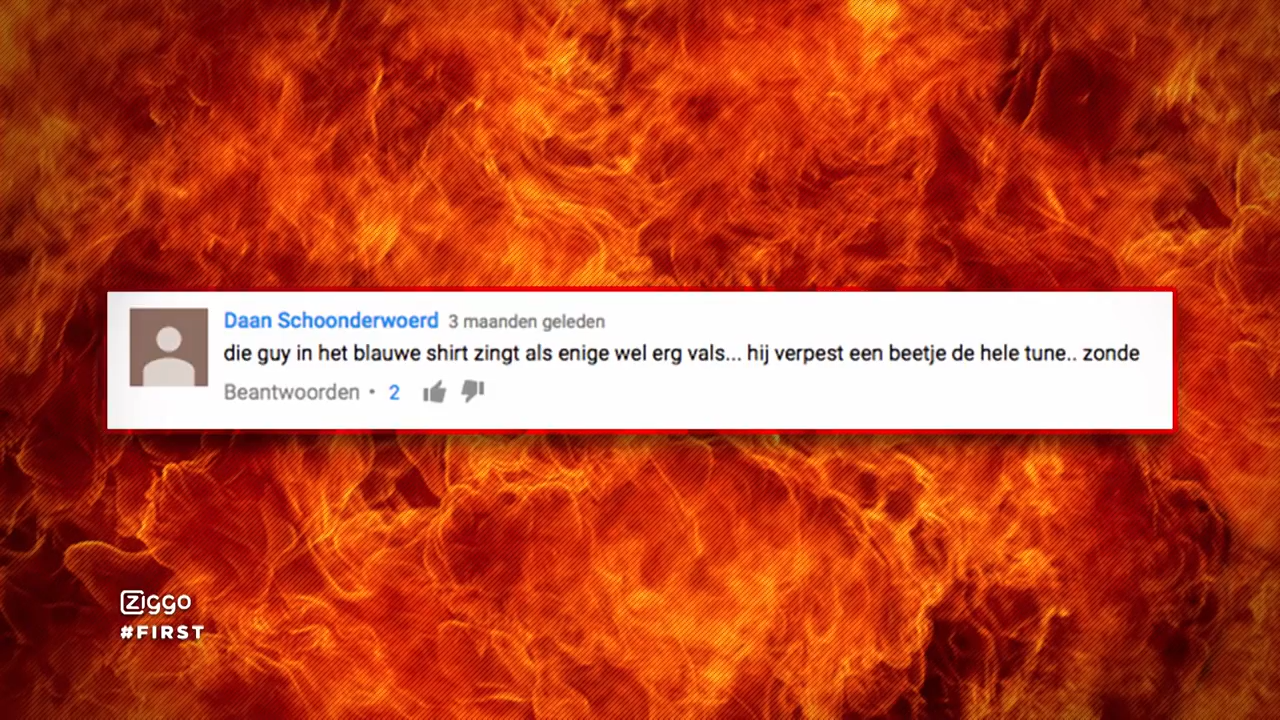 Daan Schoonderwoerd 3 maanden geleden
die guy in het blauwe shirt zingt als enige wel erg vals... hij verpest een beetje de hele tune.. zonde
Beantwoorden • 2
Ziggo
#FIRST